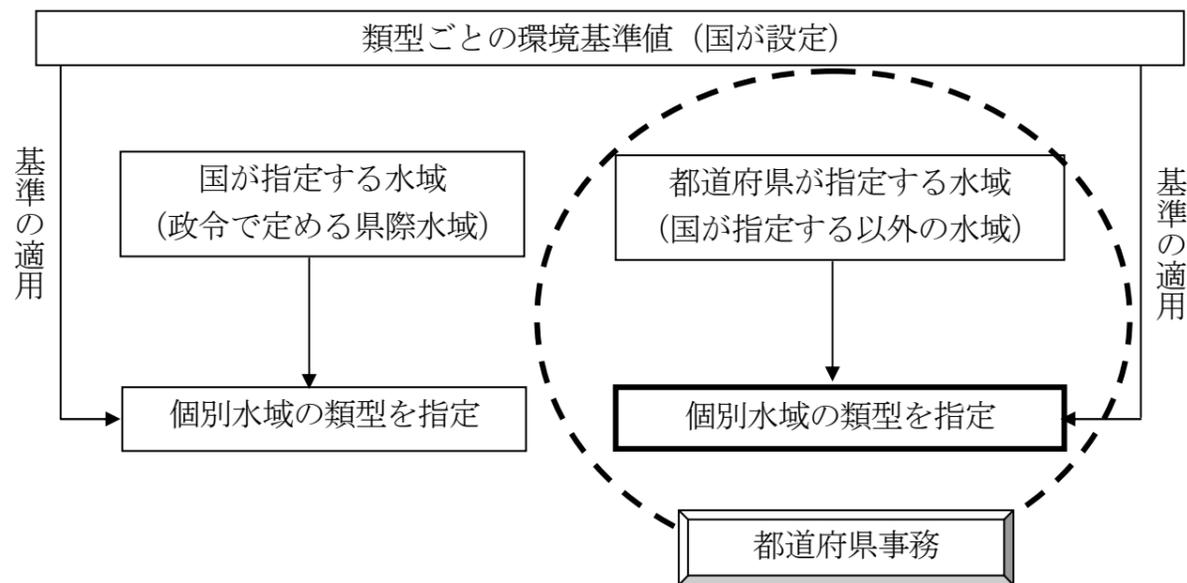 類型ごとの環境基準値（国が設定）
基準の適用
国が指定する水域
（政令で定める県際水域）
都道府県が指定する水域
（国が指定する以外の水域）
基準の適用
個別水域の類型を指定
個別水域の類型を指定
都道府県事務